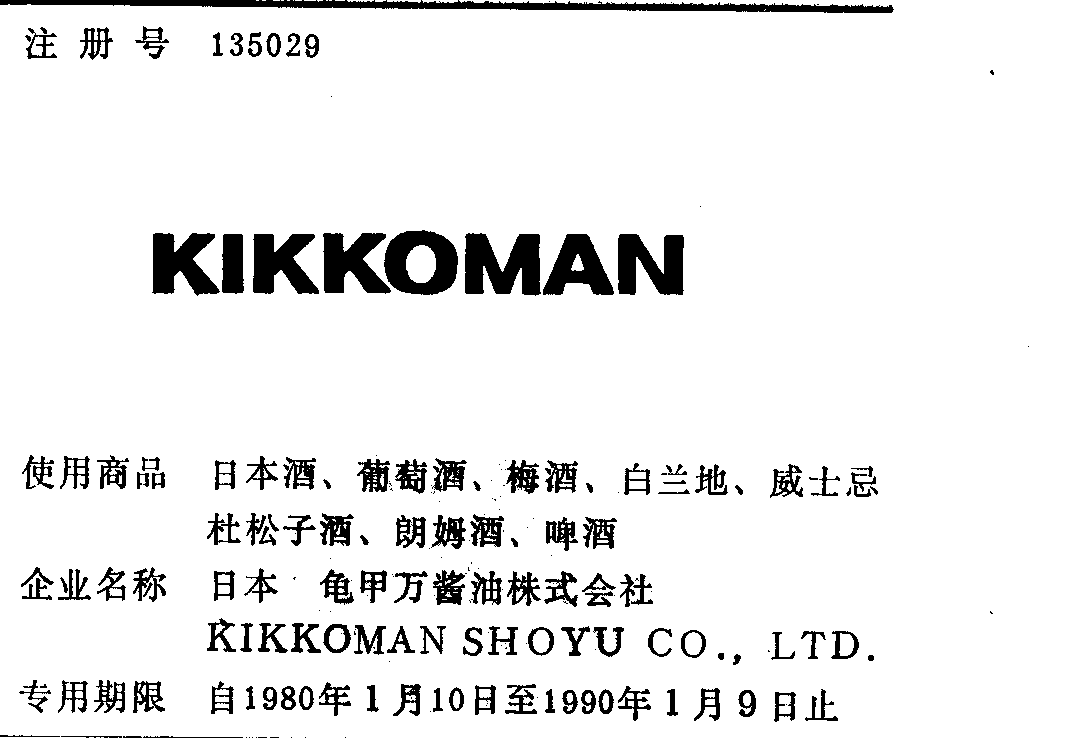 注册号 135029
KIKKOMAN
使用商品 日本酒、葡萄酒、梅酒、白兰地、威士忌
杜松子酒、朗姆酒、啤酒
企业名称 日本 龟甲万酱油株式会社
KIKKOMAN SHOYU CO., LTD.
专用期限 自1980年1月10日至1990年1月9日止